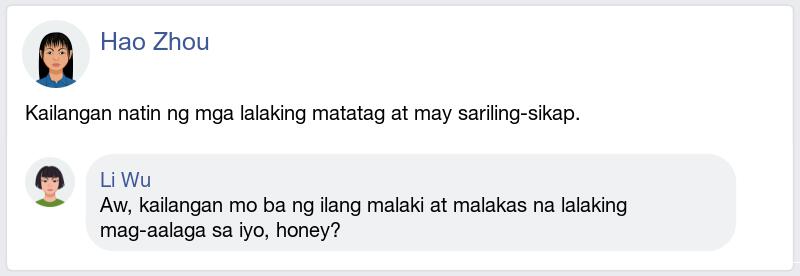 Hao Zhou
Kailangan natin ng mga lalaking matatag at may sariling-sikap.
Li Wu
Aw, kailangan mo ba ng ilang malaki at malakas na lalaking
mag-aalaga sa iyo, honey?